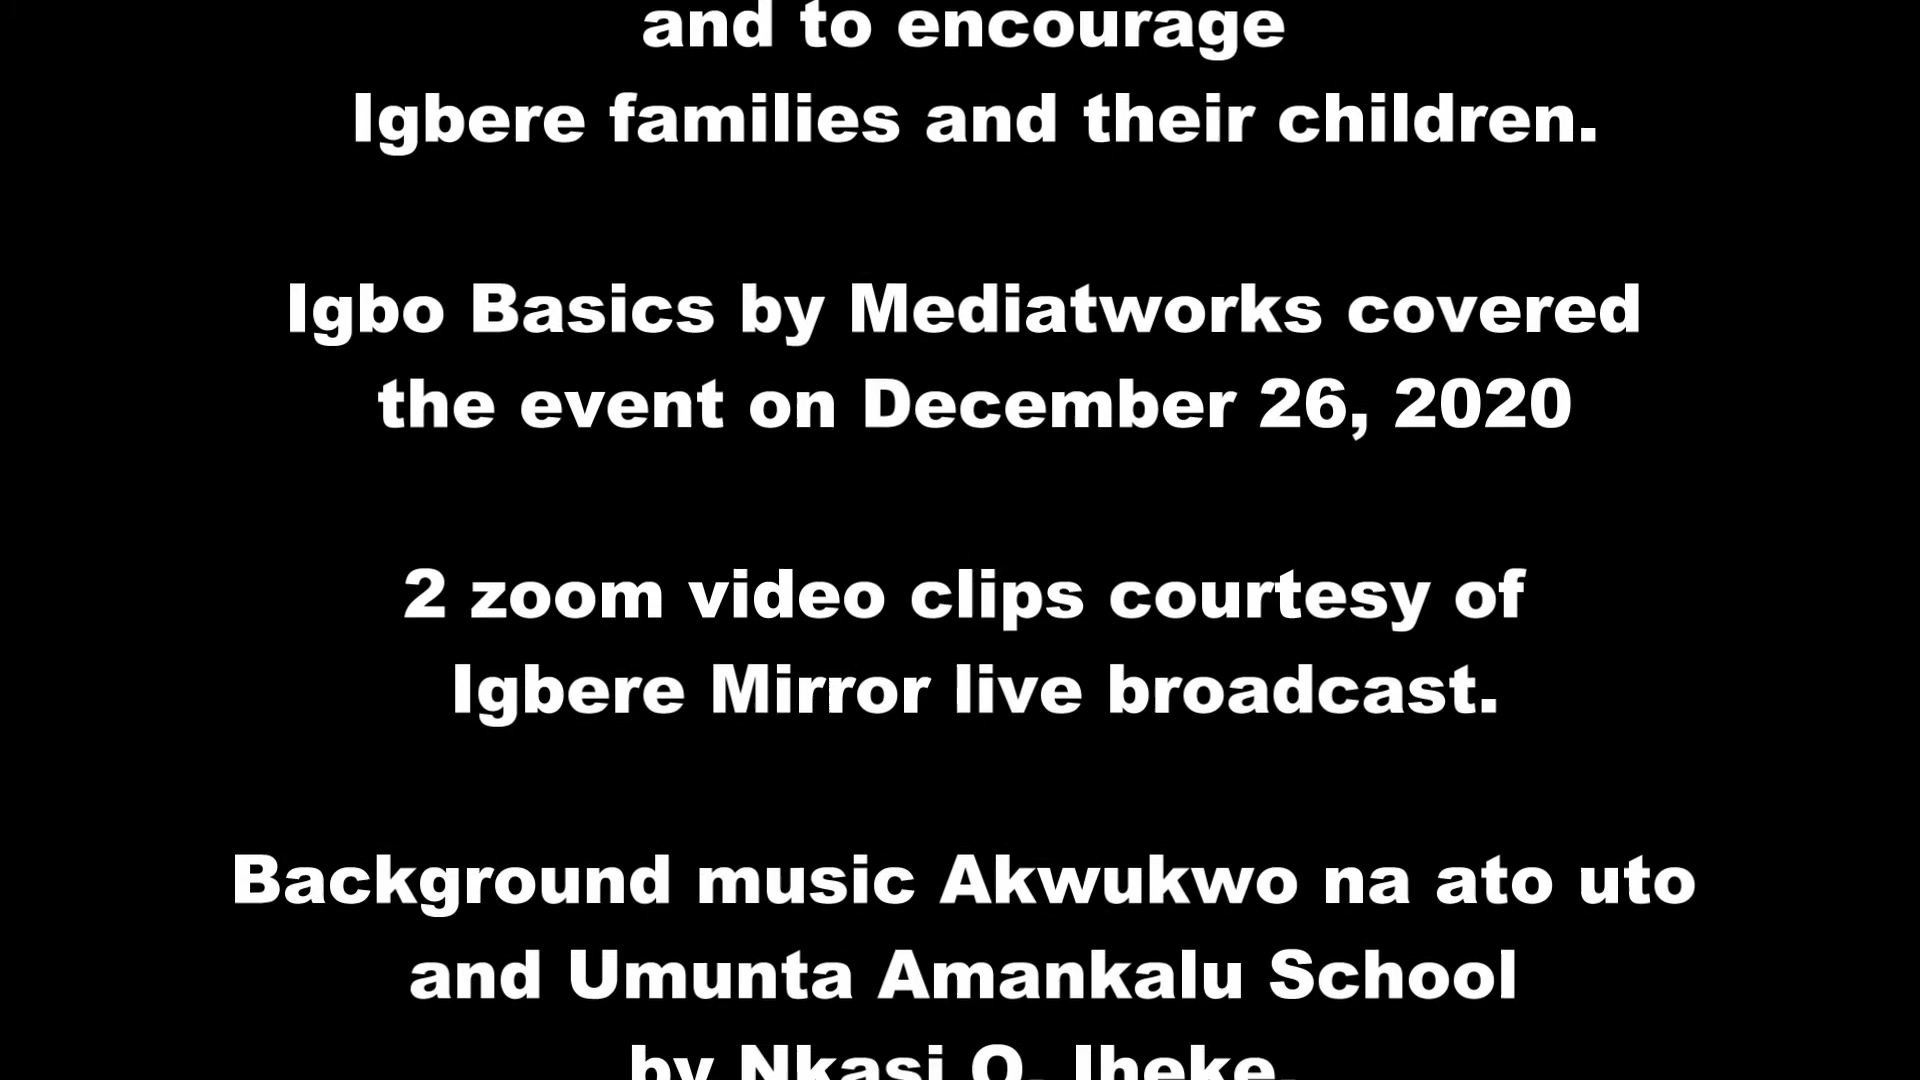 and to encourage
Igbere families and their children.
Igbo Basics by Mediatworks covered
the event on December 26, 2020
2 zoom video clips courtesy of
Igbere Mirror live broadcast.
Background music Akwukwo na ato uto
and Umunta Amankalu School
by Nkasi O. Iheke.